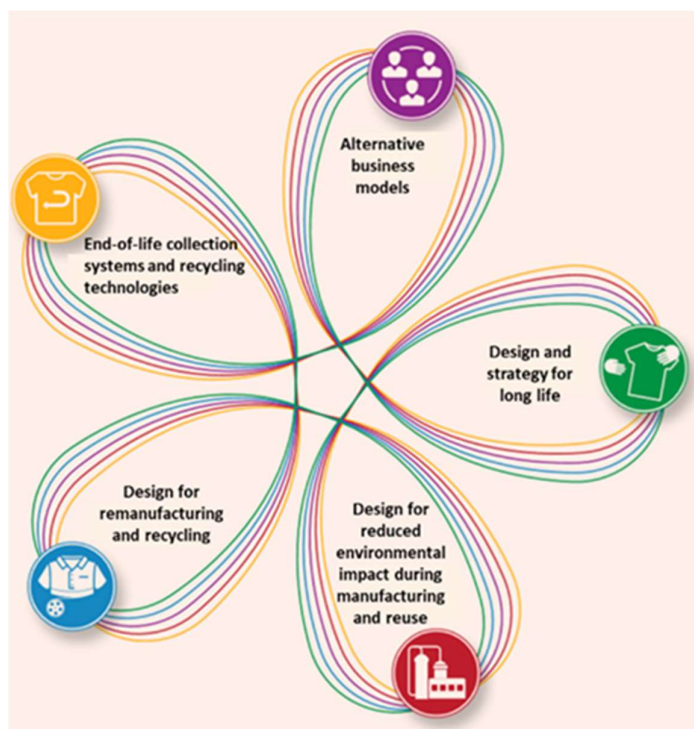 Alternative
business
models
End-of-life collection
systems and recycling
technologies
Design and
strategy for
long life
Design for
remanufacturing
and recycling
Design for
reduced
environmental
impact during
manufacturing
and reuse